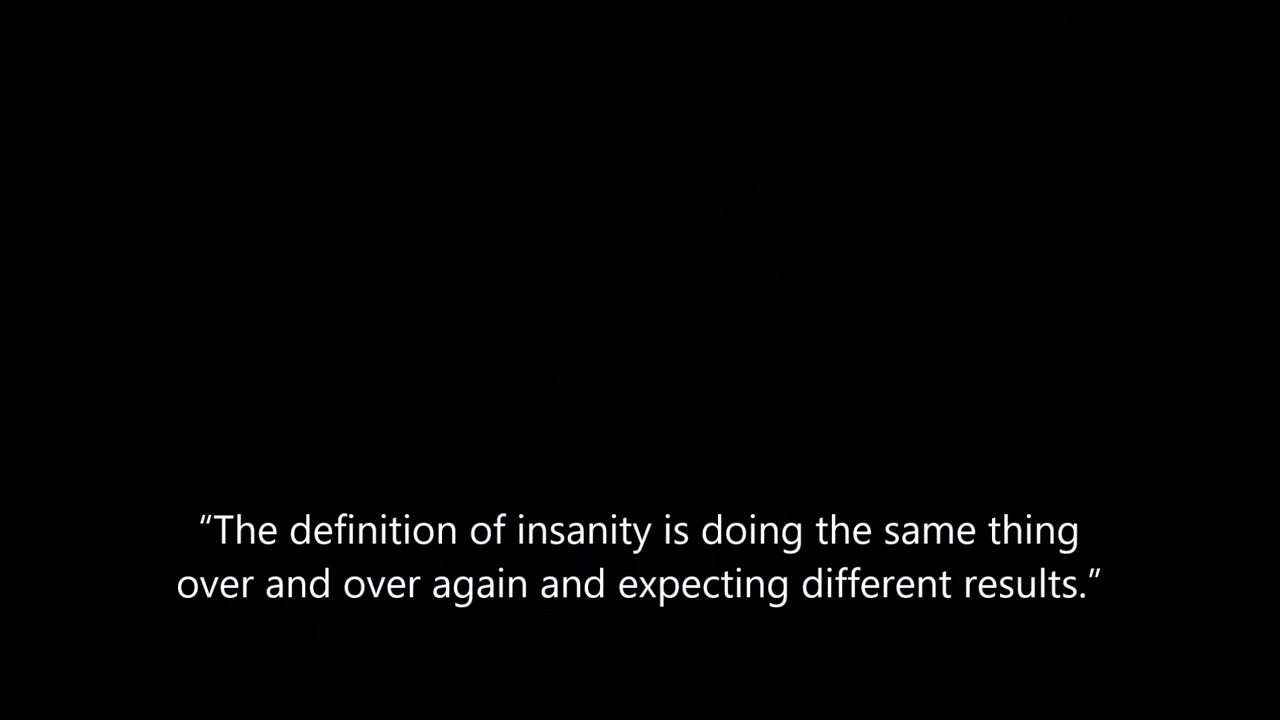 “The definition of insanity is doing the same thing
over and over again and expecting different results.”